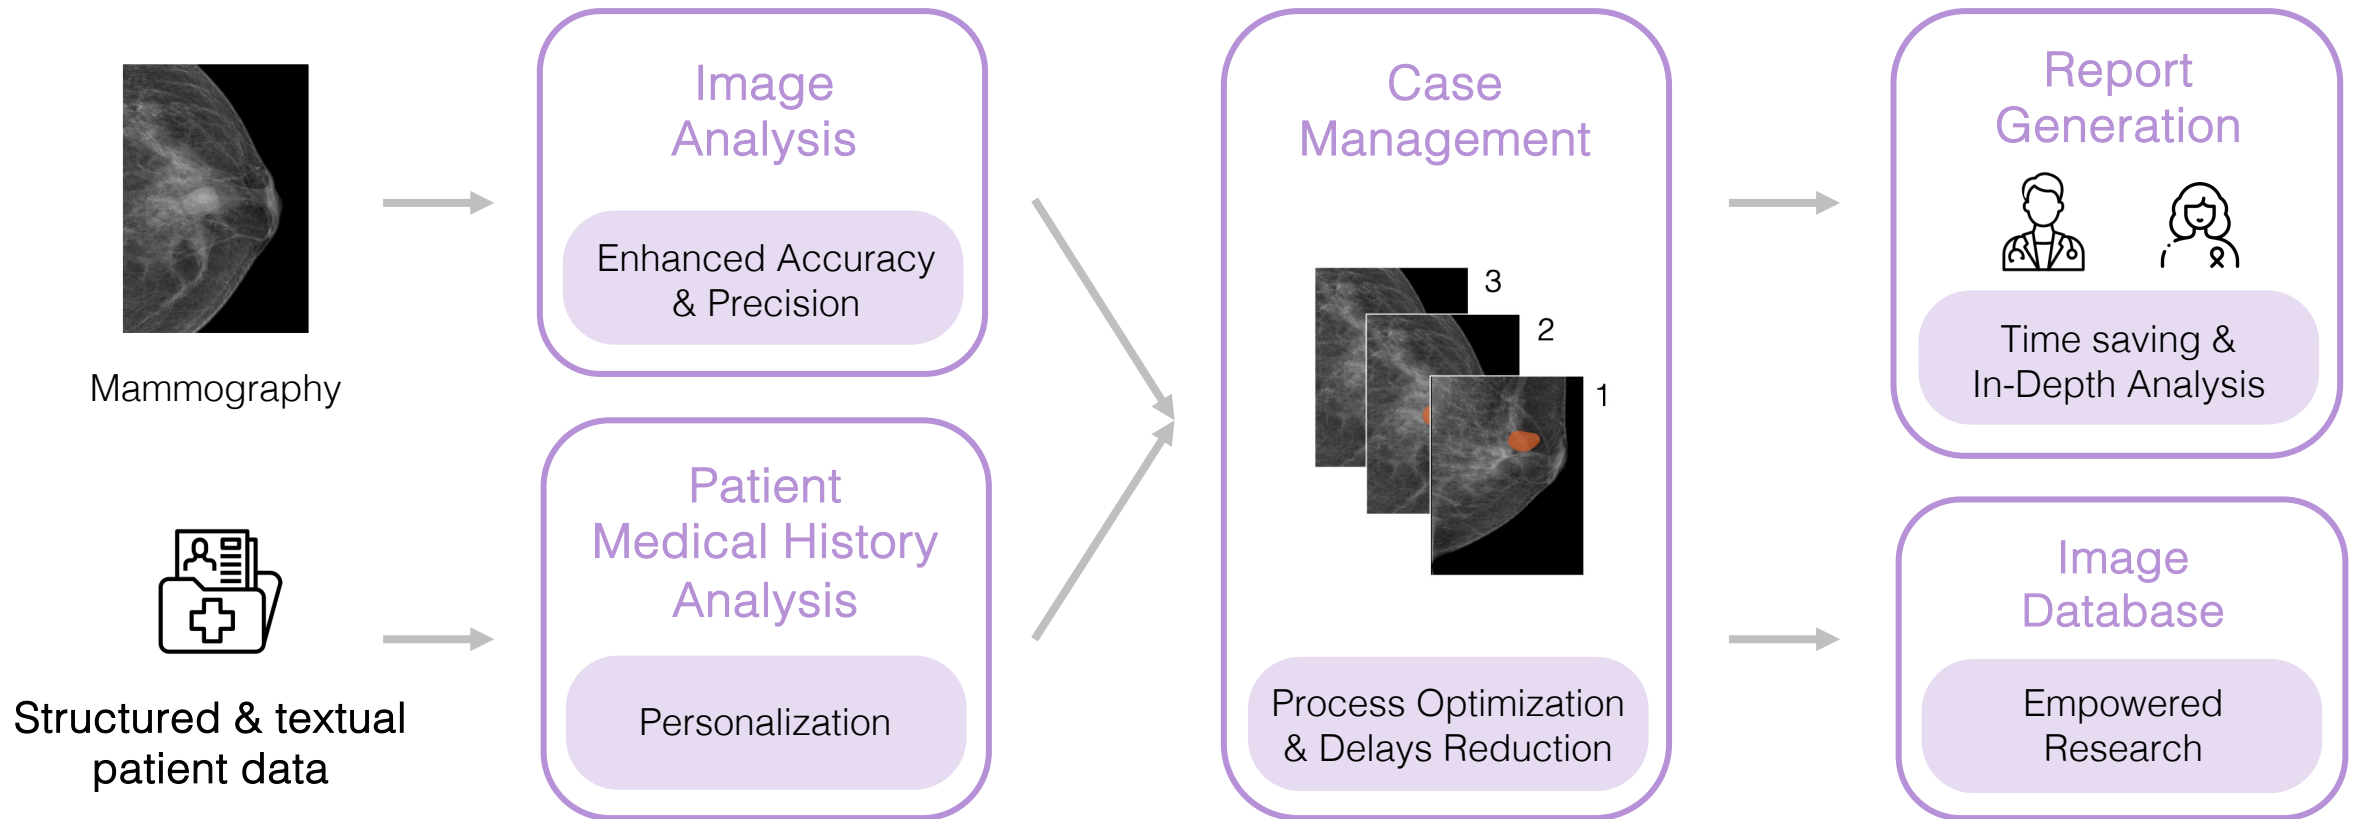 Mammography
Structured & textual
patient data
Image
Analysis
Enhanced Accuracy
& Precision
Patient
Medical History
Analysis
Personalization
Case
Management
3
2
1
Process Optimization
& Delays Reduction
Report
Generation
Time saving &
In-Depth Analysis
Image
Database
Empowered
Research